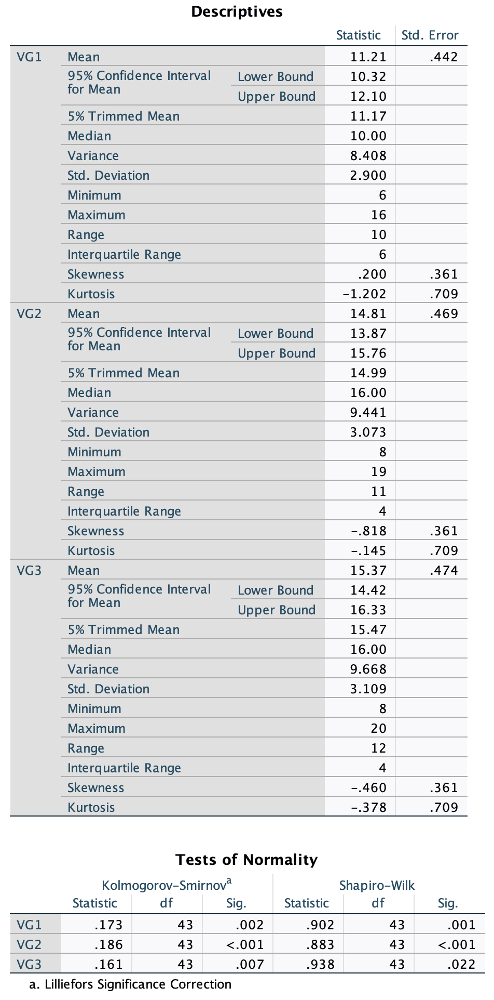 Descriptives
Statistic Std. Error
VG1 Mean 11.21 .442
95% Confidence Interval for Mean Lower Bound 10.32
Upper Bound 12.10
5% Trimmed Mean 11.17
Median 10.00
Variance 8.408
Std. Deviation 2.900
Minimum 6
Maximum 16
Range 10
Interquartile Range 6
Skewness .200 .361
Kurtosis -1.202 .709
VG2 Mean 14.81 .469
95% Confidence Interval for Mean Lower Bound 13.87
Upper Bound 15.76
5% Trimmed Mean 14.99
Median 16.00
Variance 9.441
Std. Deviation 3.073
Minimum 8
Maximum 19
Range 11
Interquartile Range 4
Skewness -.818 .361
Kurtosis -.145 .709
VG3 Mean 15.37 .474
95% Confidence Interval for Mean Lower Bound 14.42
Upper Bound 16.33
5% Trimmed Mean 15.47
Median 16.00
Variance 9.668
Std. Deviation 3.109
Minimum 8
Maximum 20
Range 12
Interquartile Range 4
Skewness -.460 .361
Kurtosis -.378 .709
Tests of Normality
Kolmogorov-Smirnovᵃ Shapiro-Wilk
Statistic df Sig. Statistic df Sig.
VG1 .173 43 .002 .902 43 .001
VG2 .186 43 <.001 .883 43 <.001
VG3 .161 43 .007 .938 43 .022
a. Lilliefors Significance Correction